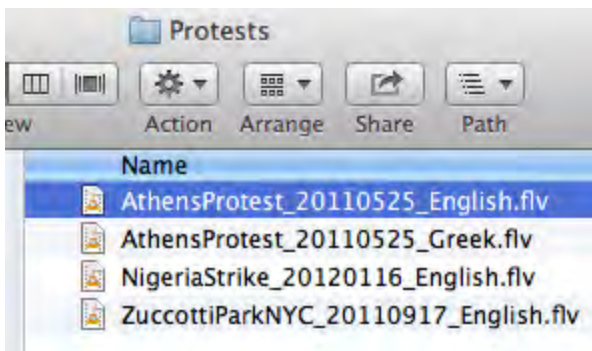 Protests
ew Action Arrange Share Path
Name
AthensProtest_20110525_English.flv
AthensProtest_20110525_Greek.flv
NigeriaStrike_20120116_English.flv
ZuccottiParkNYC_20110917_English.flv